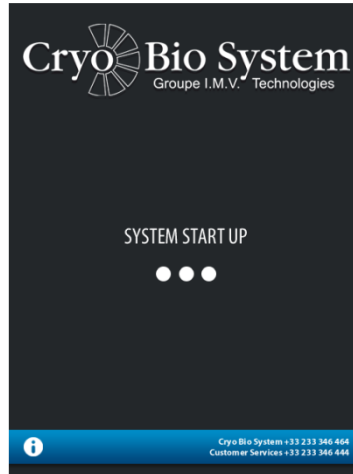 Cryo Bio System
Groupe I.M.V. Technologies
SYSTEM START UP
Cryo Bio System +33 233 346 464
Customer Services +33 233 346 444